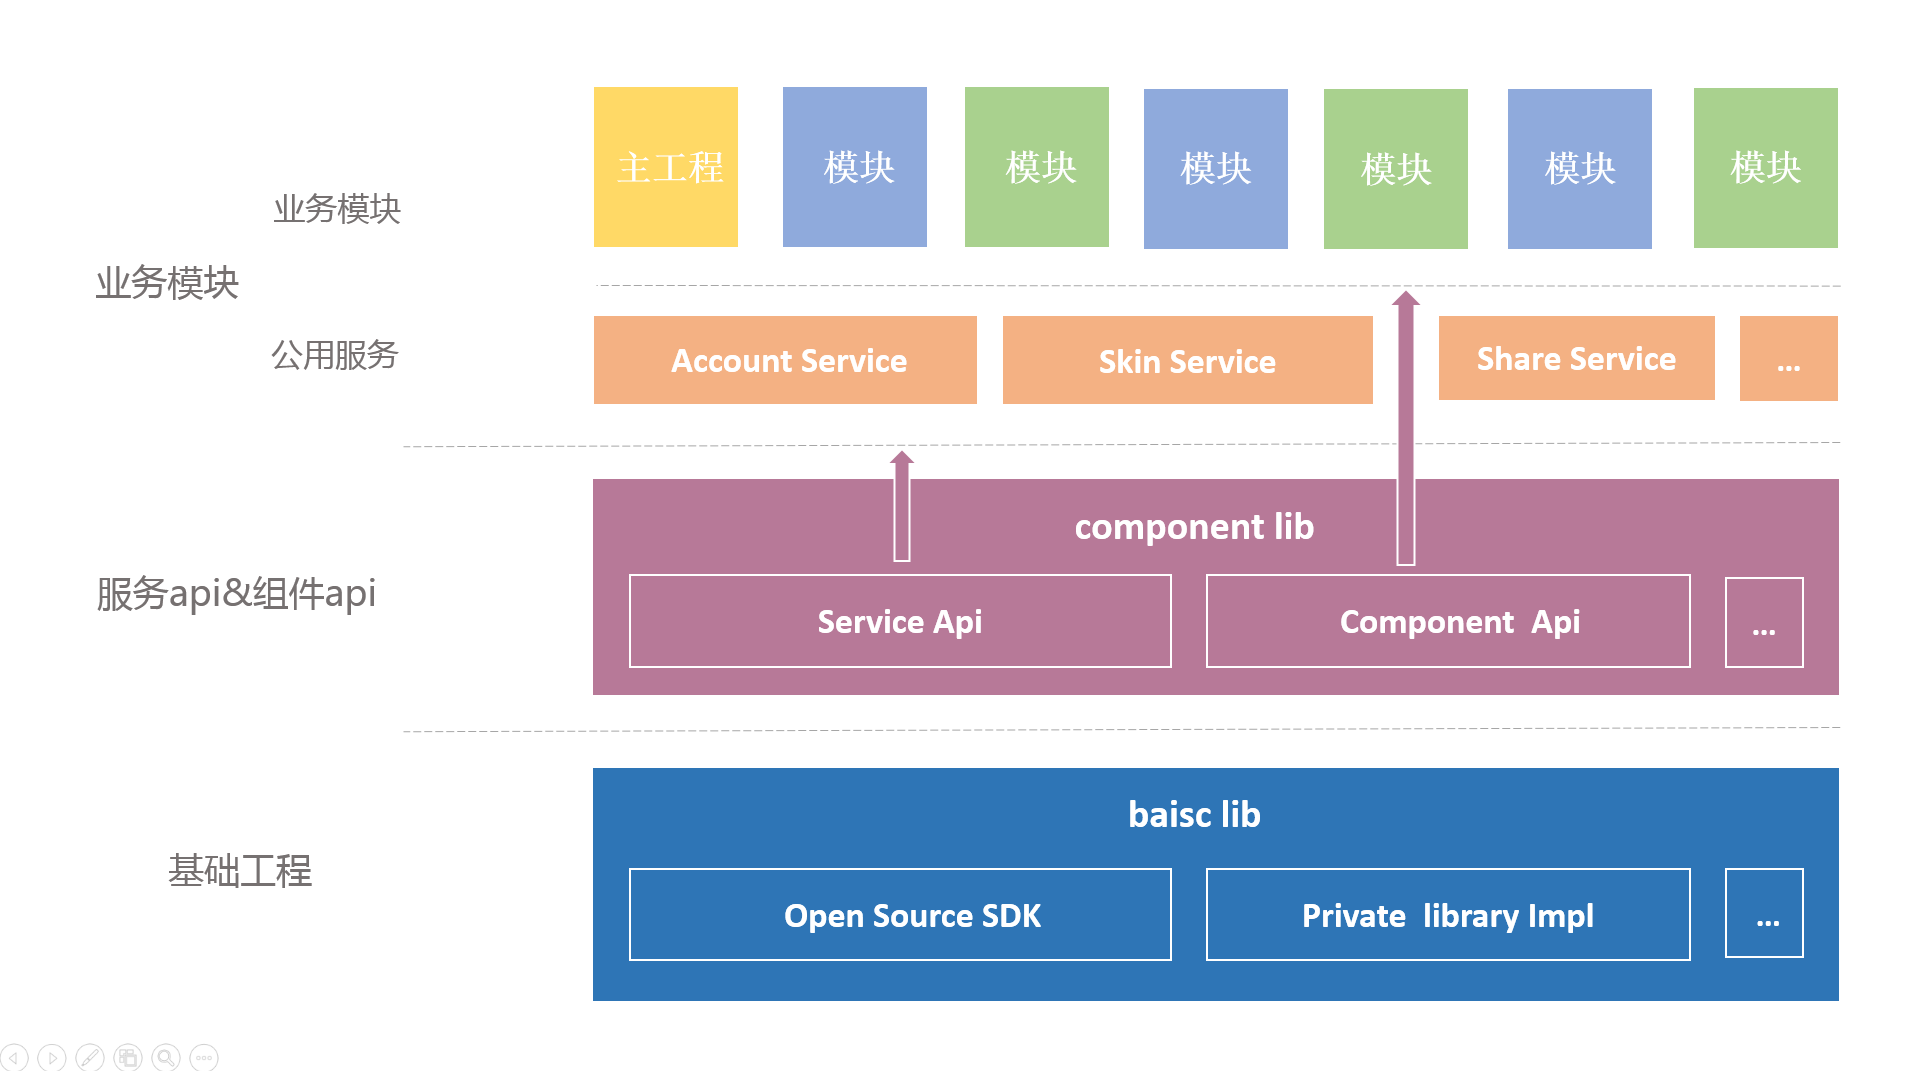 主工程
模块
模块
模块
模块
模块
模块
业务模块
业务模块
公用服务
Account Service
Skin Service
Share Service
...
component lib
服务api&组件api
Service Api
Component  Api
...
baisc lib
基础工程
Open Source SDK
Private  library Impl
...